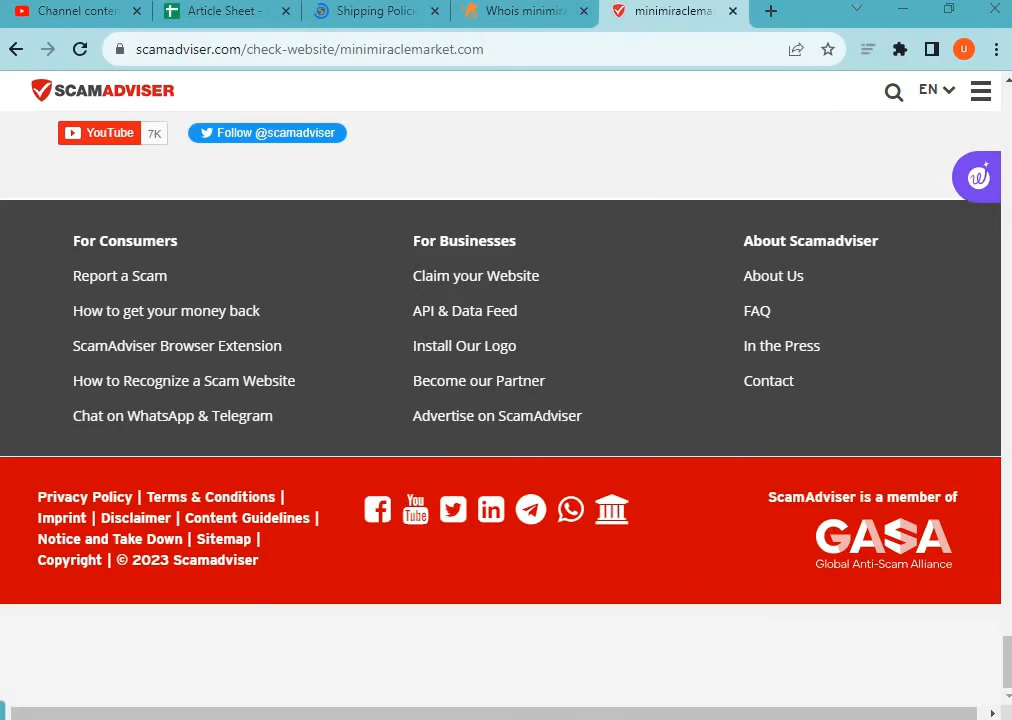 Channel conten
Article Sheet -
Shipping Polici
Whois minimira
minimiraclemar
scamadviser.com/check-website/minimiraclemarket.com
u
SCAMADVISER
EN
YouTube 7K
Follow @scamadviser
For Consumers
Report a Scam
How to get your money back
ScamAdviser Browser Extension
How to Recognize a Scam Website
Chat on WhatsApp & Telegram
For Businesses
Claim your Website
API & Data Feed
Install Our Logo
Become our Partner
Advertise on ScamAdviser
About Scamadviser
About Us
FAQ
In the Press
Contact
Privacy Policy | Terms & Conditions |
Imprint | Disclaimer | Content Guidelines |
Notice and Take Down | Sitemap |
Copyright | © 2023 Scamadviser
You
Tube
ScamAdviser is a member of
GASA
Global Anti-Scam Alliance